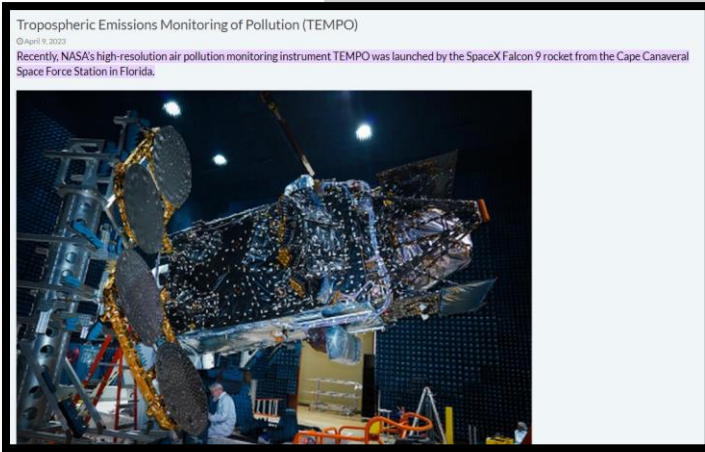 Tropospheric Emissions Monitoring of Pollution (TEMPO)
April 9, 2023
Recently, NASA's high-resolution air pollution monitoring instrument TEMPO was launched by the SpaceX Falcon 9 rocket from the Cape Canaveral
Space Force Station in Florida.